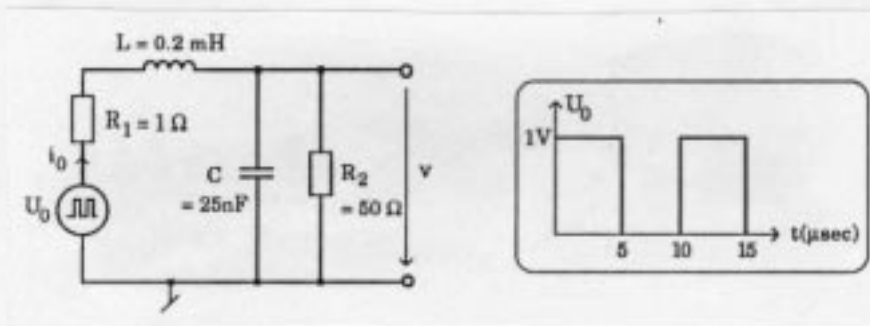 L = 0.2 mH
R₁ = 1 Ω
i₀
U₀
C
= 25nF
R₂
= 50 Ω
v
U₀
1V
5
10
15
t(μsec)